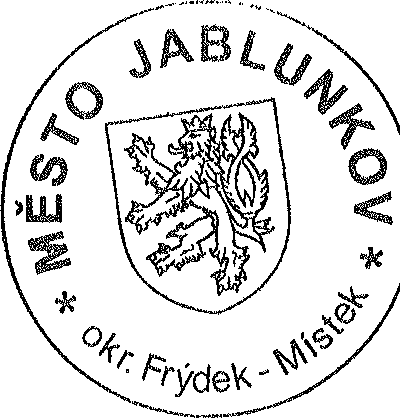 * MĚSTO JABLUNKOV *
okr. Frýdek - Místek